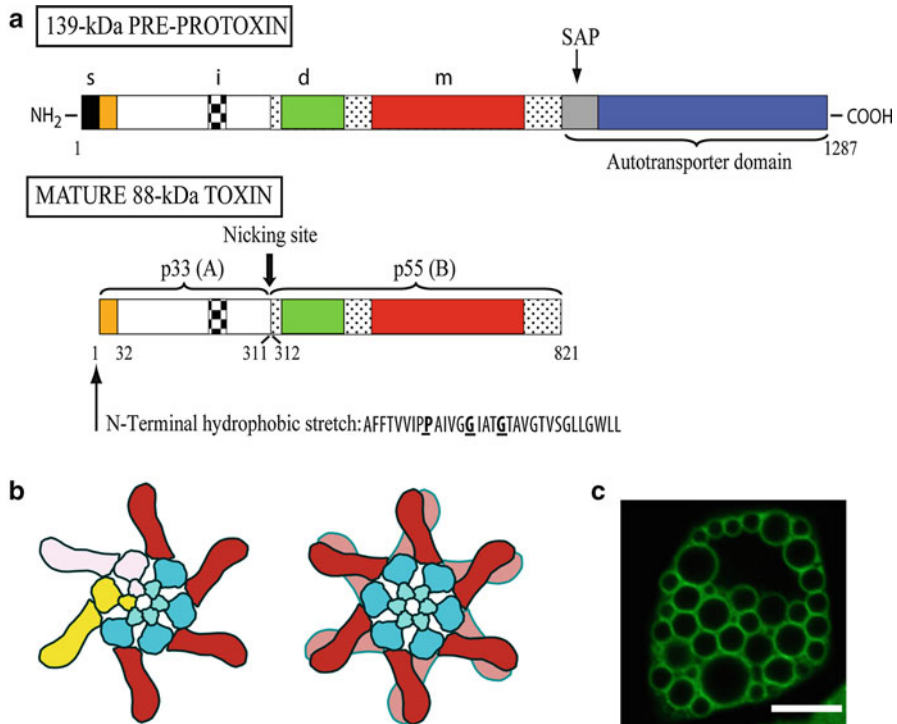 a
139-kDa PRE-PROTOXIN
SAP
s i d m
NH2 COOH
1 1287
Autotransporter domain
MATURE 88-kDa TOXIN
Nicking site
p33 (A) p55 (B)
1 32 311 312 821
N-Terminal hydrophobic stretch: AFFTVVIPPAIVGGIATGTAVGTVSGLLGWLL
b c